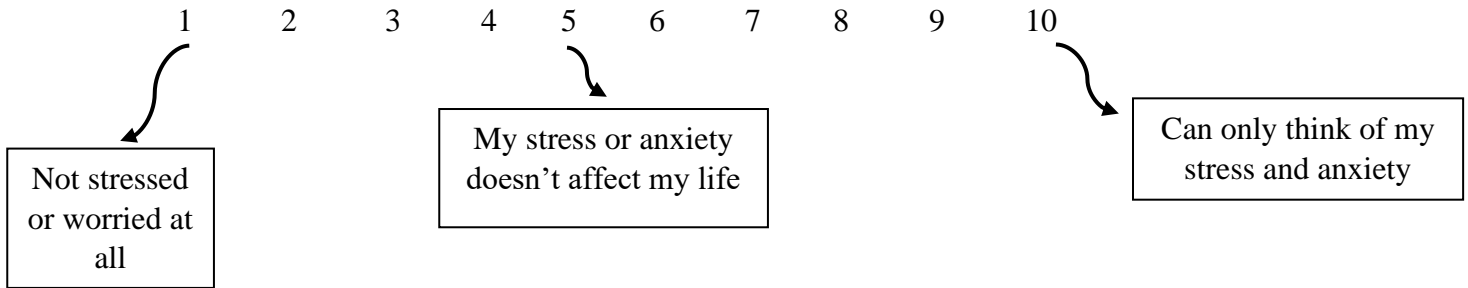 1 2 3 4 5 6 7 8 9 10
Not stressed
or worried at
all
My stress or anxiety
doesn’t affect my life
Can only think of my
stress and anxiety